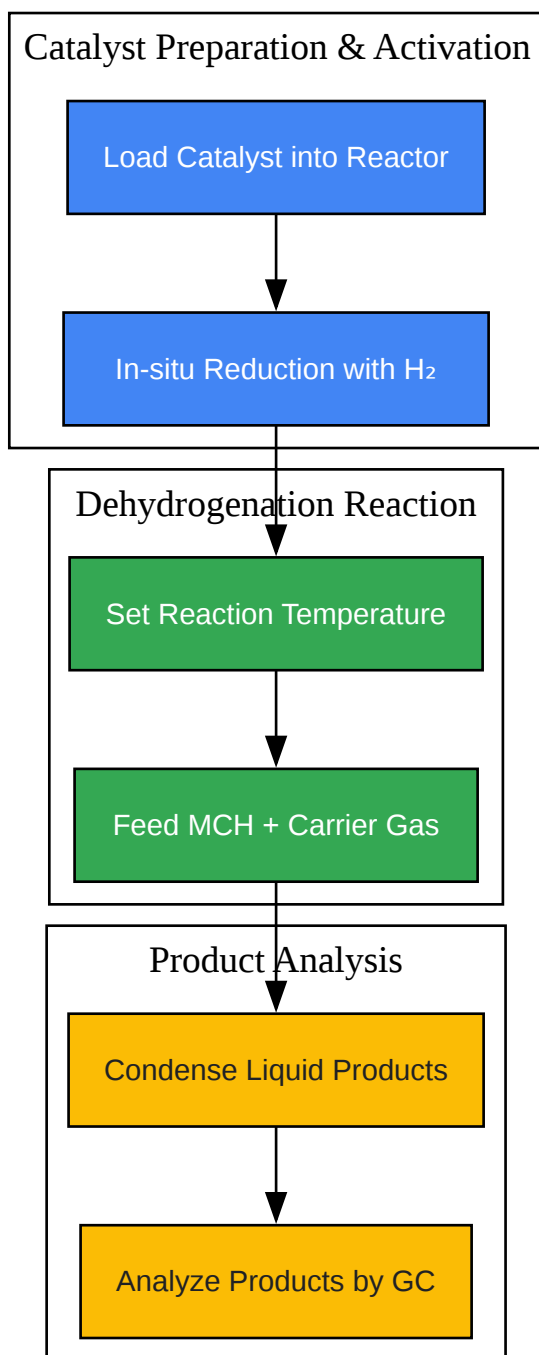 Catalyst Preparation & Activation
Load Catalyst into Reactor
In-situ Reduction with H₂
Dehydrogenation Reaction
Set Reaction Temperature
Feed MCH + Carrier Gas
Product Analysis
Condense Liquid Products
Analyze Products by GC